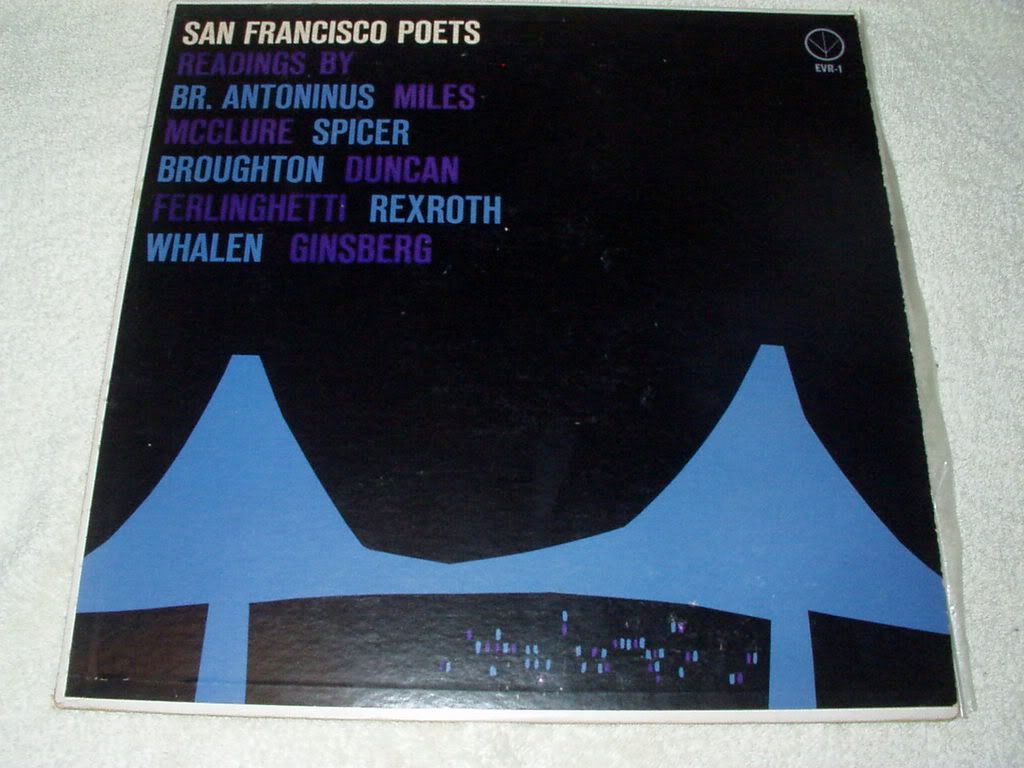 SAN FRANCISCO POETS
READINGS BY
BR. ANTONINUS MILES
MCCLURE SPICER
BROUGHTON DUNCAN
FERLINGHETTI REXROTH
WHALEN GINSBERG
EVR-1